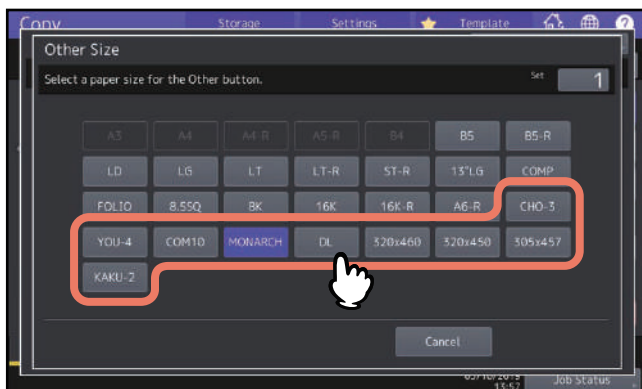 Copy Storage Settings Template
Other Size
Select a paper size for the Other button.
Set 1
A3 A4 A4-R A5-R B4 B5 B5-R
LD LG LT LT-R ST-R 13"LG COMP
FOLIO 8.5SQ 8K 16K 16K-R A6-R CHO-3
YOU-4 COM10 MONARCH DL 320x460 320x450 305x457
KAKU-2
Cancel
13:57 Job Status